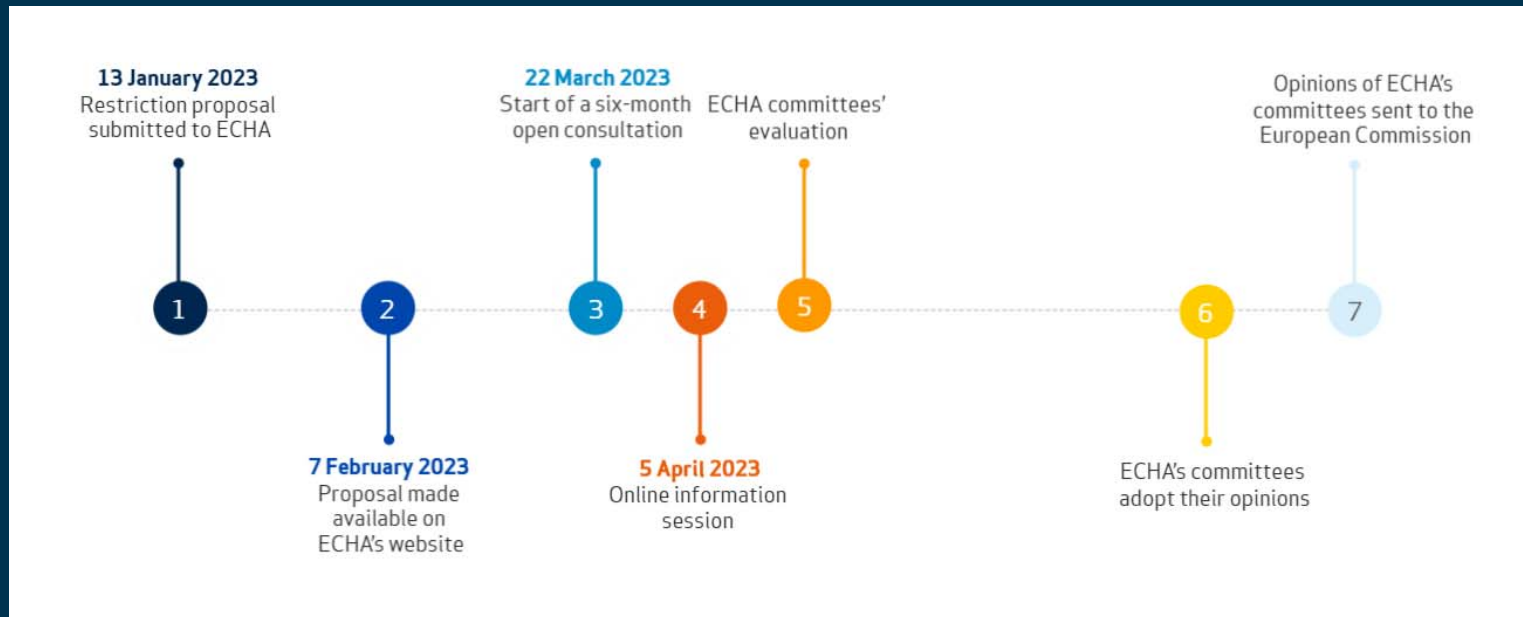 13 January 2023
Restriction proposal
submitted to ECHA
22 March 2023
Start of a six-month
open consultation
ECHA committees’
evaluation
Opinions of ECHA’s
committees sent to the
European Commission
1
2
3
4
5
6
7
7 February 2023
Proposal made
available on
ECHA’s website
5 April 2023
Online information
session
ECHA’s committees
adopt their opinions